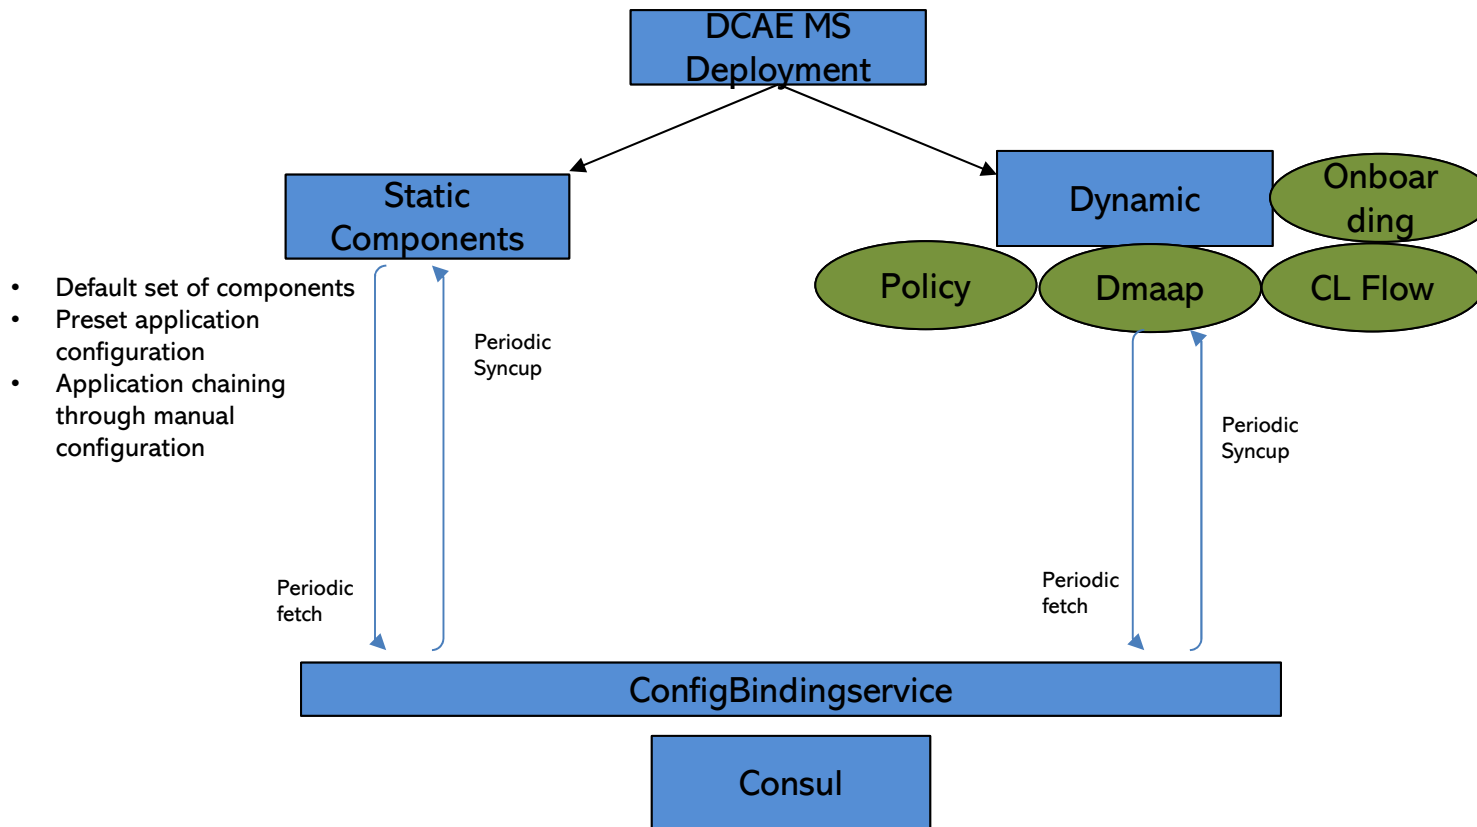 DCAE MS
Deployment
Static
Components
Dynamic
Onboar
ding
Policy
Dmaap
CL Flow
• Default set of components
• Preset application
configuration
• Application chaining
through manual
configuration
Periodic
Syncup
Periodic
Syncup
Periodic
fetch
Periodic
fetch
ConfigBindingservice
Consul